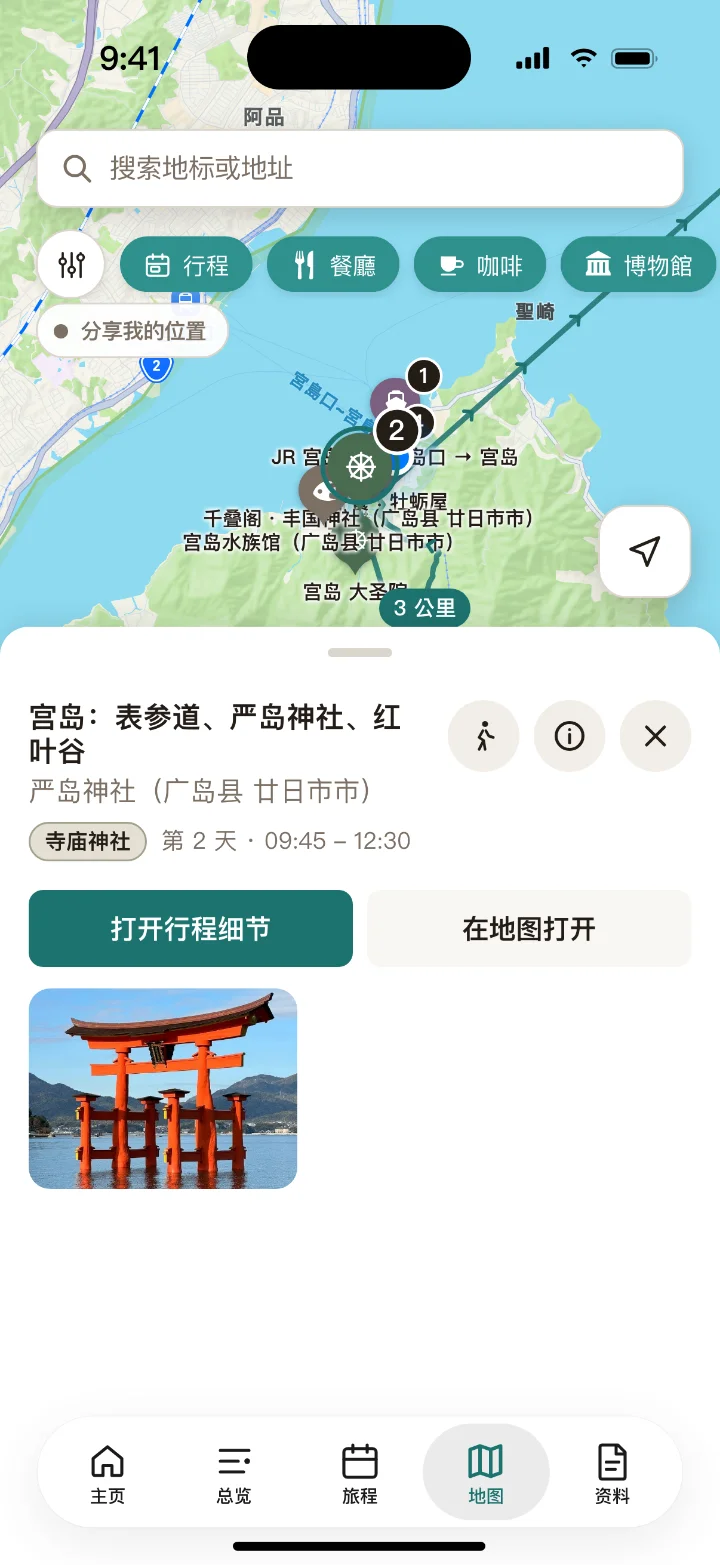 9:41
阿品
搜索地标或地址
行程
餐廳
咖啡
博物館
分享我的位置
聖崎
2
1
宮島口~宮島
2
JR 宫岛口 → 宫岛
牡蛎屋
千叠阁 · 丰国神社（广岛县 廿日市市）
宫岛水族馆（广岛县 廿日市市）
宫岛 大圣院
3 公里
宫岛：表参道、严岛神社、红
叶谷
严岛神社（广岛县 廿日市市）
寺庙神社
第 2 天 · 09:45 – 12:30
打开行程细节
在地图打开
主页
总览
旅程
地图
资料